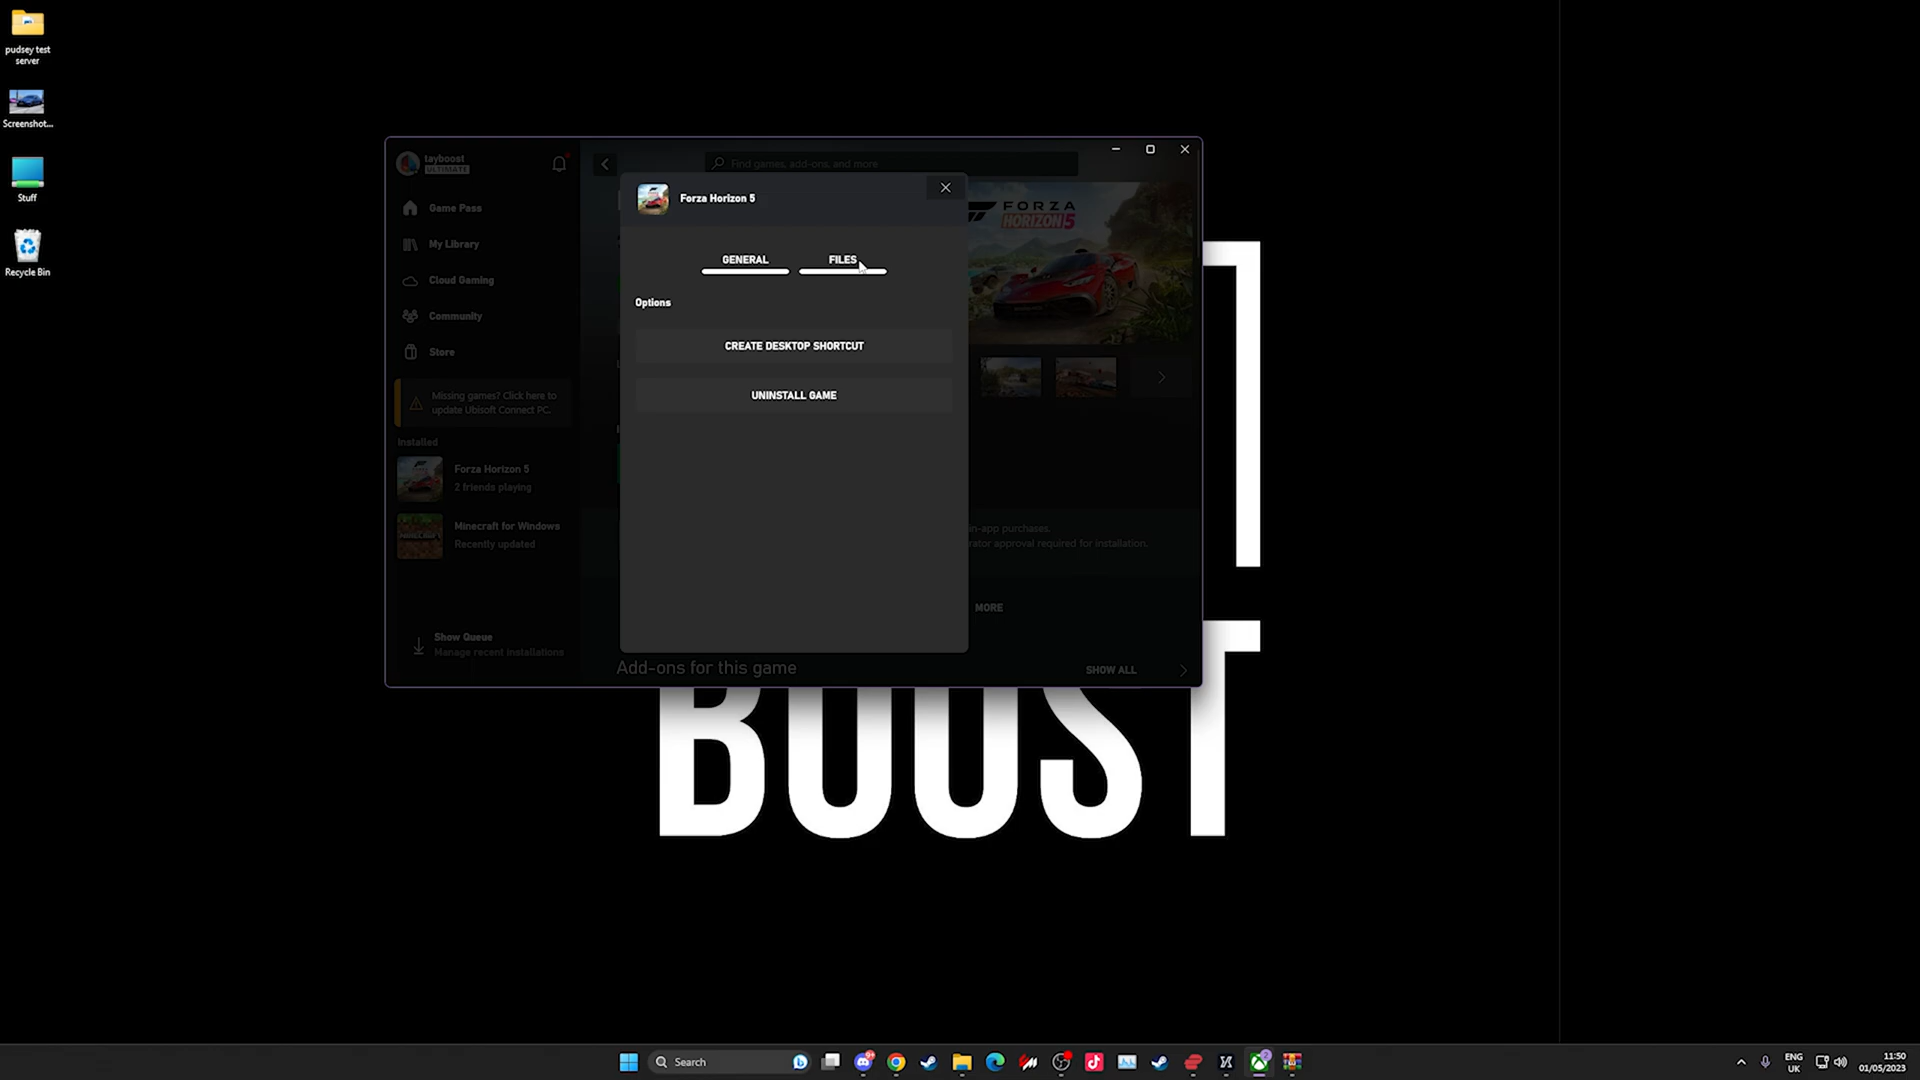 pudsey test
server
Screenshot...
Stuff
Recycle Bin
tayboost
ULTIMATE
Find games, add-ons, and more
Game Pass
My Library
Cloud Gaming
Community
Store
Missing games? Click here to
update Ubisoft Connect PC.
Installed
Forza Horizon 5
2 friends playing
Minecraft for Windows
Recently updated
Show Queue
Manage recent installations
Forza Horizon 5
GENERAL
FILES
Options
CREATE DESKTOP SHORTCUT
UNINSTALL GAME
FORZA
HORIZON 5
in-app purchases.
rator approval required for installation.
MORE
Add-ons for this game
SHOW ALL
BOOST
Search
ENG
UK
11:50
01/05/2023